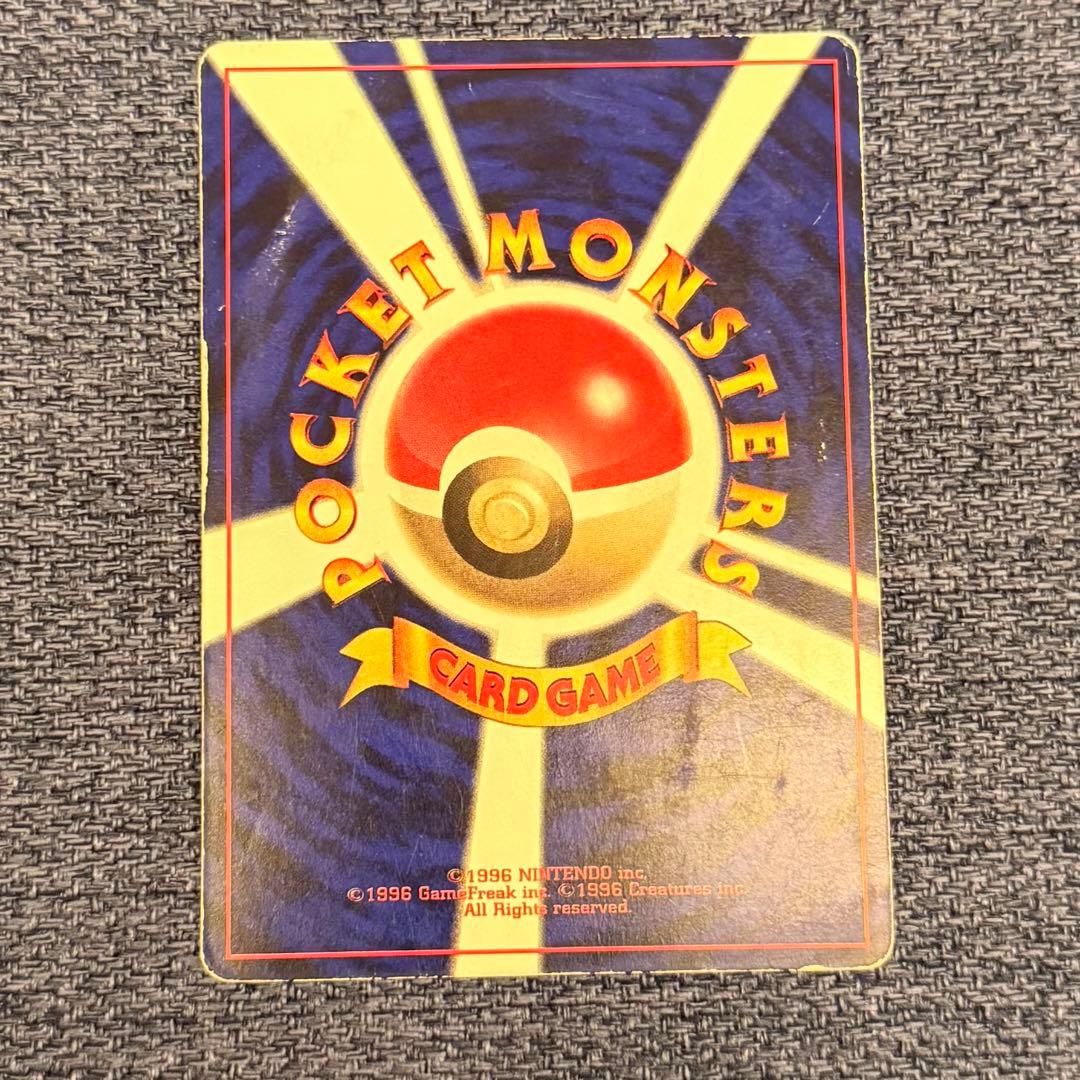 POCKET MONSTERS
CARD GAME
©1996 NINTENDO inc.
©1996 GameFreak inc. ©1996 Creatures inc.
All Rights reserved.